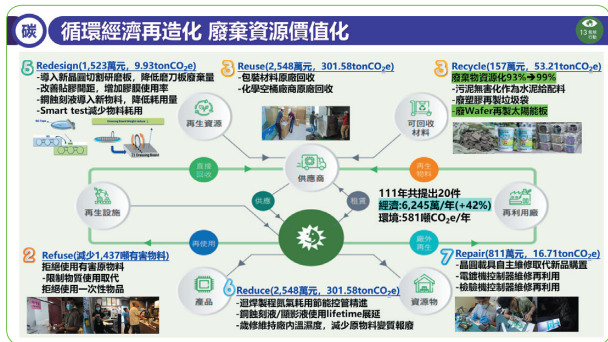 碳
循環經濟再造化 廢棄資源價值化
13 氣候行動
5 Redesign(1,523萬元, 9.93tonCO₂e)
-導入新晶圓切割研磨板，降低磨刀板廢棄量
-改善貼膠間距，增加膠膜使用率
-銅蝕刻液導入新物料，降低耗用量
-Smart test減少物料耗用
3 Reuse(2,548萬元, 301.58tonCO₂e)
-包裝材料原廠回收
-化學空桶廠商原廠回收
3 Recycle(157萬元, 53.21tonCO₂e)
廢棄物資源化93%→99%
-污泥無害化作為水泥給配料
-廢塑膠再製垃圾袋
-廢Wafer再製太陽能板
再生資源
可回收
材料
供應商
直接
回收
再生
物料
供應
租賃
111年共提出20件
經濟:6,245萬/年(+42%)
環境:581噸CO₂e/年
再生設施
再利用廠
再使用
廠外
再生
2 Refuse(減少1,437噸有害物料)
拒絕使用有害原物料
-限制物質使用取代
拒絕使用一次性物品
產品
6 Reduce(2,548萬元, 301.58tonCO₂e)
-迴焊製程氮氣耗用節能控管精進
-銅蝕刻液/顯影液使用lifetime展延
-歲修維持廠內溫濕度，減少原物料變質報廢
資源物
7 Repair(811萬元, 16.71tonCO₂e)
-晶圓載具自主維修取代新品購置
-電鍍機控制器維修再利用
-檢驗機控制器維修再利用